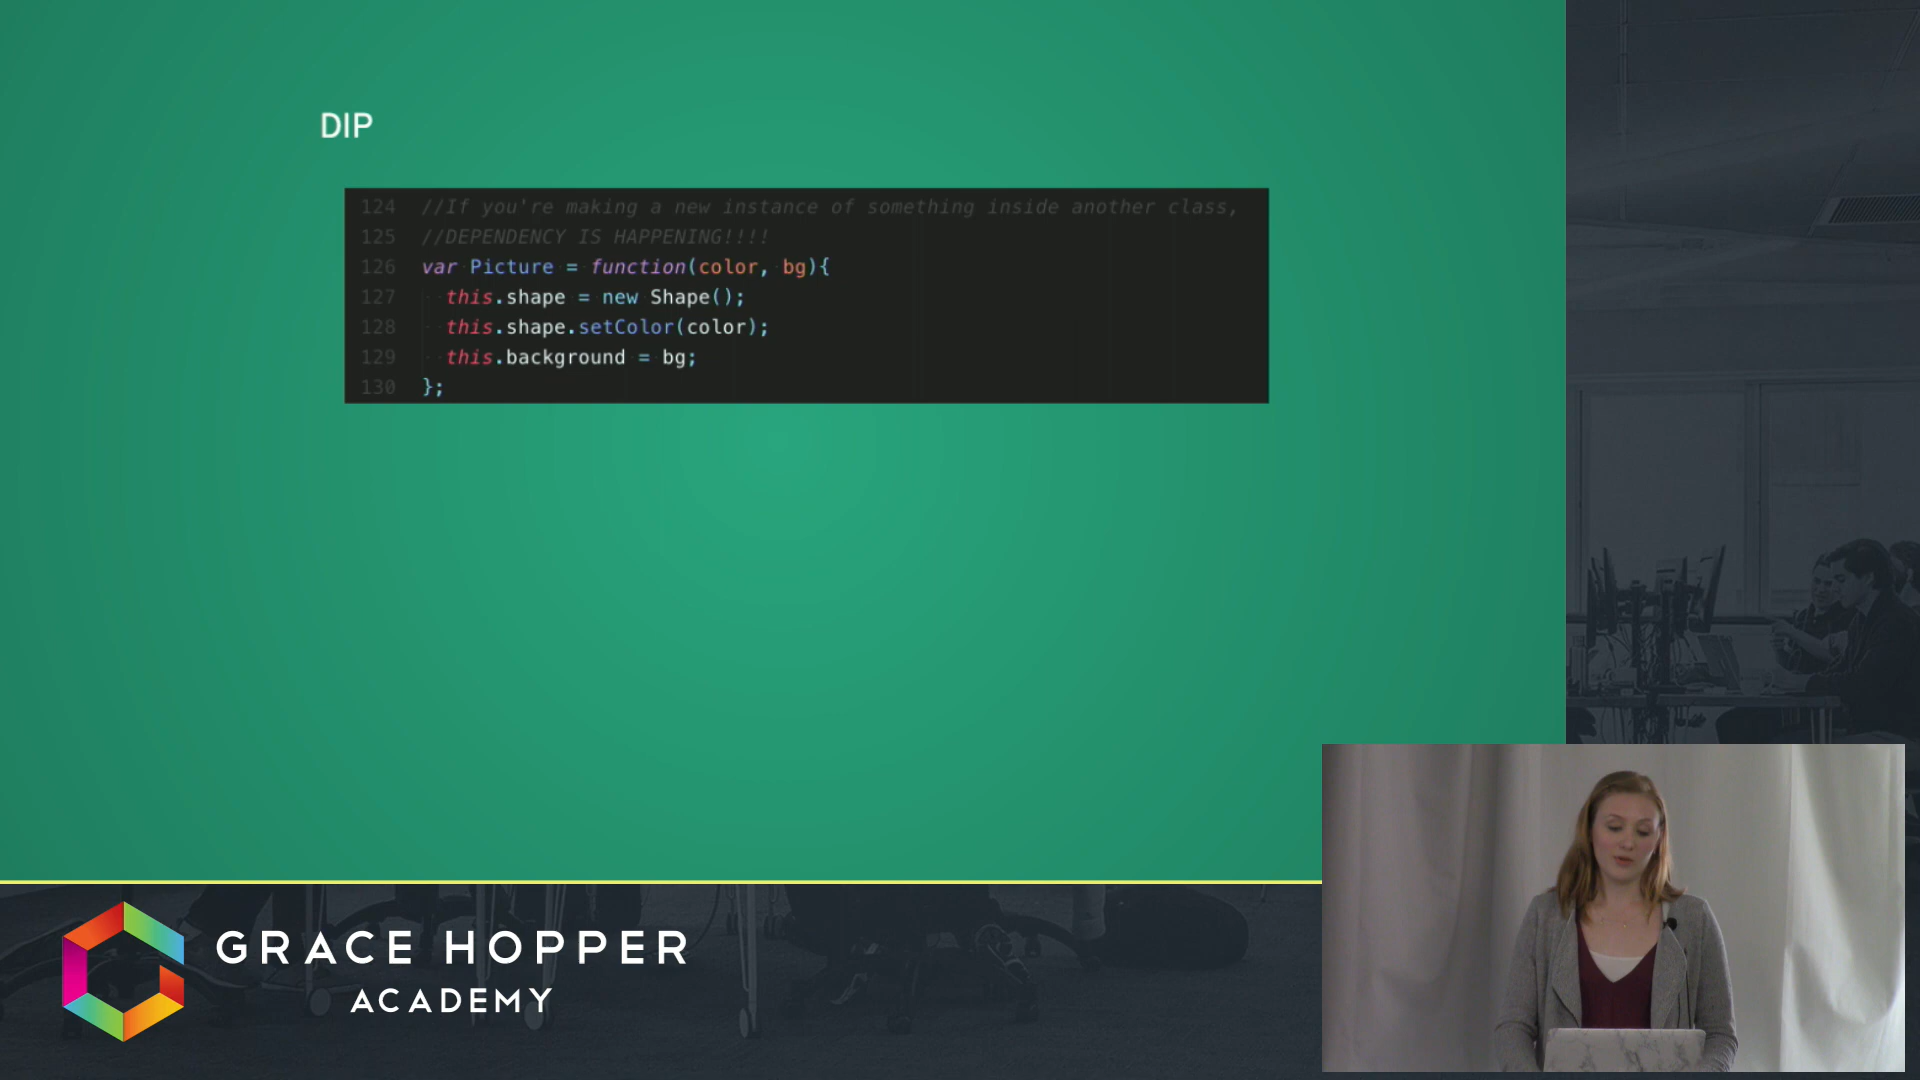 DIP
124 //If you're making a new instance of something inside another class,
125 //DEPENDENCY IS HAPPENING!!!!
126 var Picture = function(color, bg){
127 this.shape = new Shape();
128 this.shape.setColor(color);
129 this.background = bg;
130 };
GRACE HOPPER
ACADEMY